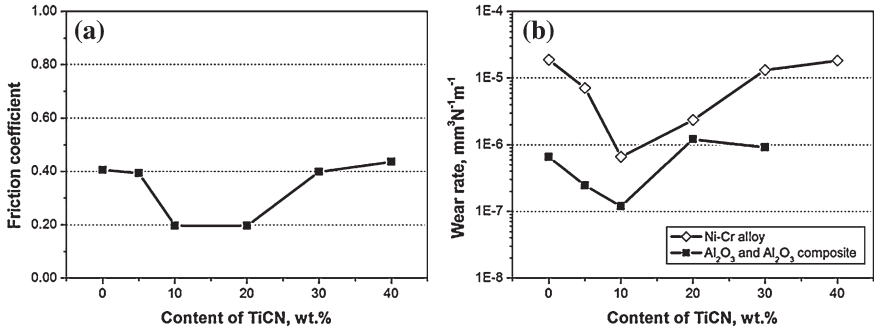 (a)
1.00
0.80
0.60
0.40
0.20
0.00
Friction coefficient
0 10 20 30 40
Content of TiCN, wt.%
(b)
1E-4
1E-5
1E-6
1E-7
1E-8
Wear rate, mm³N⁻¹m⁻¹
Ni-Cr alloy
Al₂O₃ and Al₂O₃ composite
0 10 20 30 40
Content of TiCN, wt.%